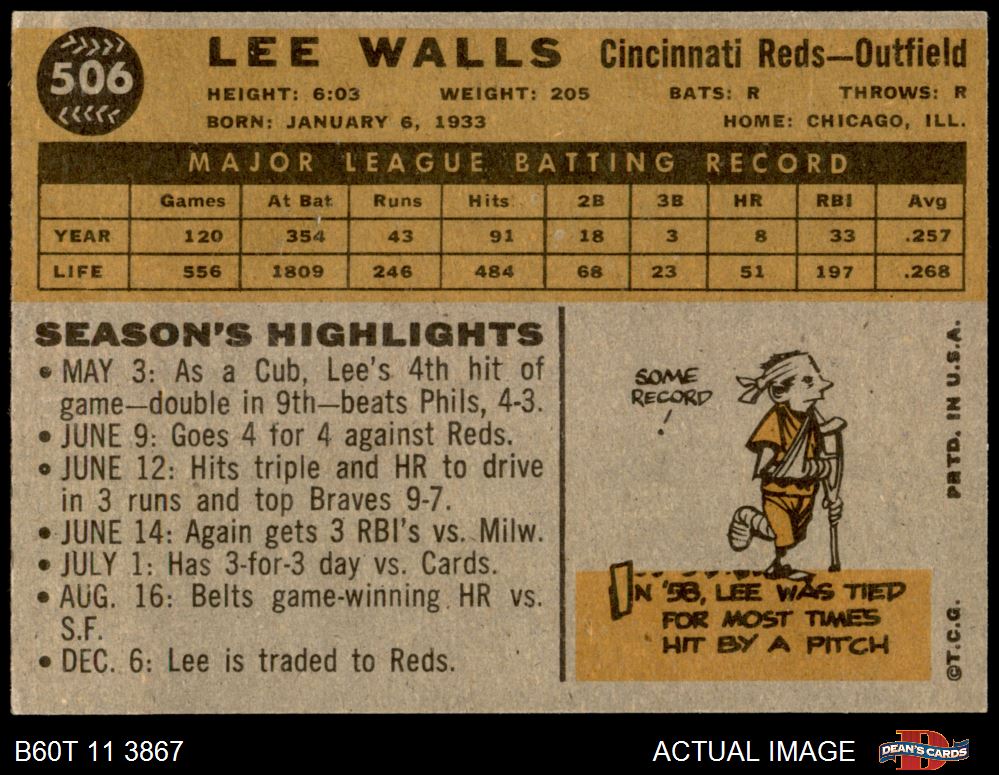 506
LEE WALLS Cincinnati Reds—Outfield
HEIGHT: 6:03 WEIGHT: 205 BATS: R THROWS: R
BORN: JANUARY 6, 1933 HOME: CHICAGO, ILL.
MAJOR LEAGUE BATTING RECORD
Games At Bat Runs Hits 2B 3B HR RBI Avg
YEAR 120 354 43 91 18 3 8 33 .257
LIFE 556 1809 246 484 68 23 51 197 .268
SEASON'S HIGHLIGHTS
• MAY 3: As a Cub, Lee's 4th hit of
game—double in 9th—beats Phils, 4-3.
• JUNE 9: Goes 4 for 4 against Reds.
• JUNE 12: Hits triple and HR to drive
in 3 runs and top Braves 9-7.
• JUNE 14: Again gets 3 RBI's vs. Milw.
• JULY 1: Has 3-for-3 day vs. Cards.
• AUG. 16: Belts game-winning HR vs.
S.F.
• DEC. 6: Lee is traded to Reds.
SOME
RECORD
!
IN '58, LEE WAS TIED
FOR MOST TIMES
HIT BY A PITCH
©T.C.G. PRTD. IN U.S.A.
B60T 11 3867 ACTUAL IMAGE DEAN'S CARDS